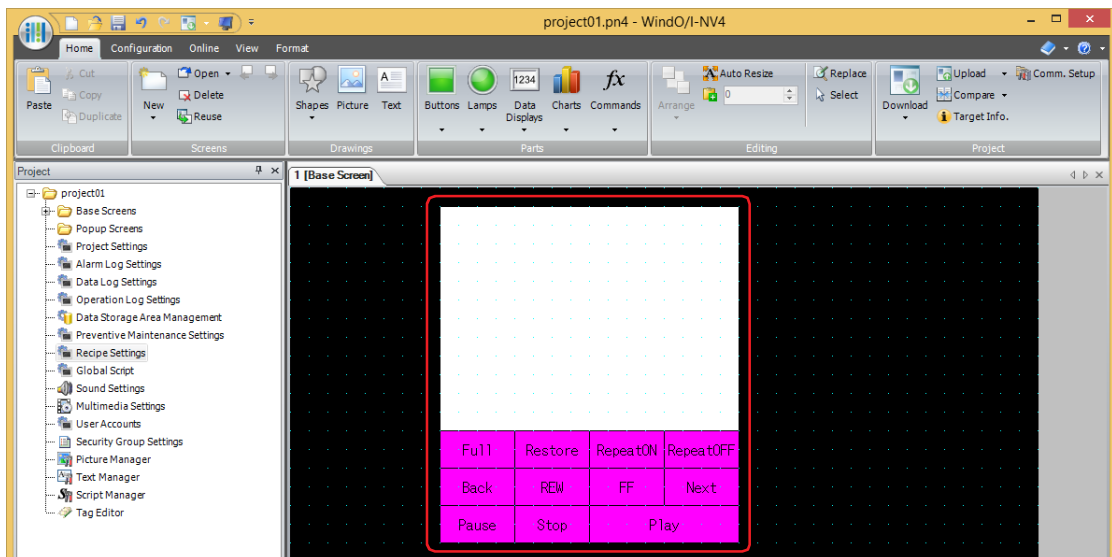 project01.pn4 - WindO/I-NV4
Home Configuration Online View Format
Paste
Cut
Copy
Duplicate
Clipboard
New
Open
Delete
Reuse
Screens
Shapes Picture Text
Drawings
Buttons Lamps Data Displays Charts Commands
1234
fx
Parts
Arrange
Auto Resize
0
Replace
Select
Editing
Download
Upload
Compare
Target Info.
Comm. Setup
Project
Project
1 [Base Screen]
project01
Base Screens
Popup Screens
Project Settings
Alarm Log Settings
Data Log Settings
Operation Log Settings
Data Storage Area Management
Preventive Maintenance Settings
Recipe Settings
Global Script
Sound Settings
Multimedia Settings
User Accounts
Security Group Settings
Picture Manager
Text Manager
Script Manager
Tag Editor
Full Restore RepeatON RepeatOFF
Back REW FF Next
Pause Stop Play